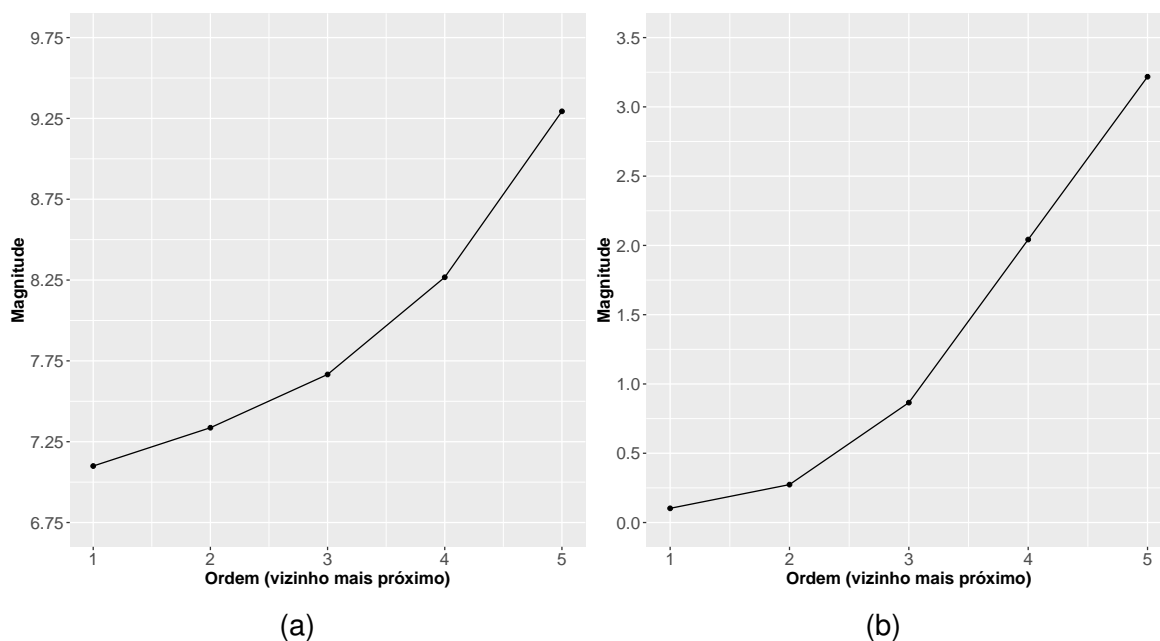 9.75
9.25
8.75
8.25
7.75
7.25
6.75
Magnitude
1 2 3 4 5
Ordem (vizinho mais próximo)
(a)
3.5
3.0
2.5
2.0
1.5
1.0
0.5
0.0
Magnitude
1 2 3 4 5
Ordem (vizinho mais próximo)
(b)